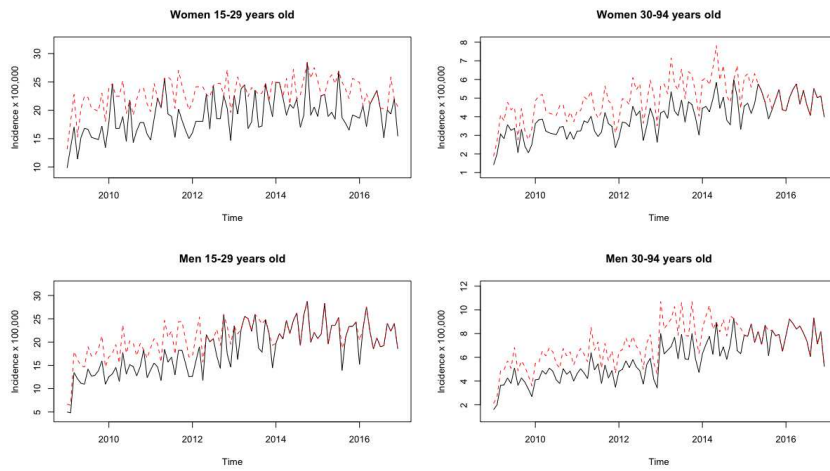 Women 15-29 years old
Incidence x 100,000
30
25
20
15
10
2010 2012 2014 2016
Time
Women 30-94 years old
Incidence x 100,000
8
7
6
5
4
3
2
1
2010 2012 2014 2016
Time
Men 15-29 years old
Incidence x 100,000
30
25
20
15
10
5
2010 2012 2014 2016
Time
Men 30-94 years old
Incidence x 100,000
12
10
8
6
4
2
2010 2012 2014 2016
Time